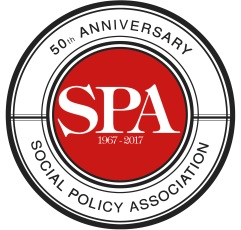 50th ANNIVERSARY
SPA
1967 - 2017
SOCIAL POLICY ASSOCIATION